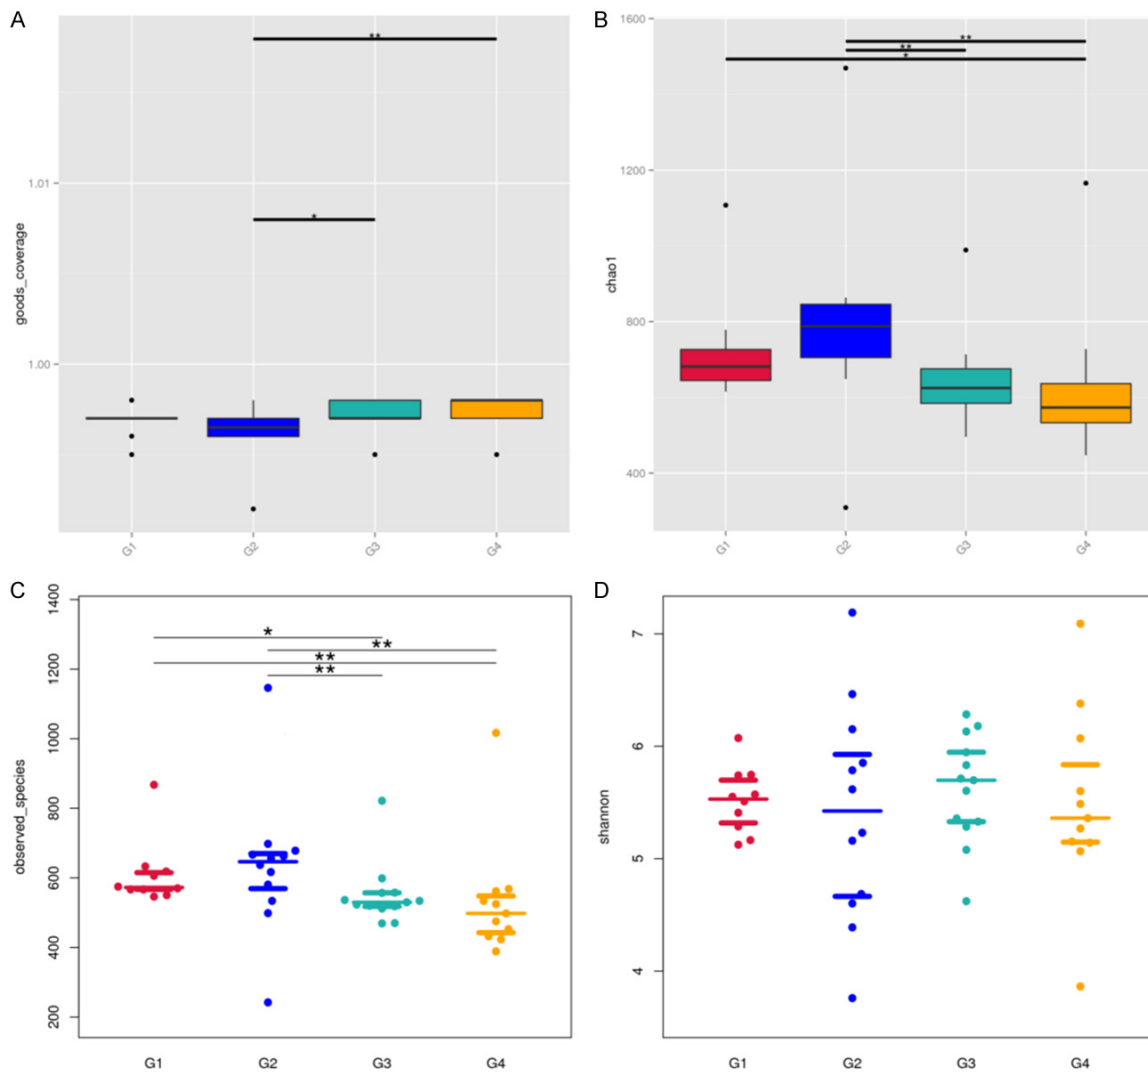 A
goods_coverage
1.01
1.00
**
*
G1
G2
G3
G4
B
chao1
1600
1200
800
400
**
**
*
G1
G2
G3
G4
C
observed_species
1400
1200
1000
800
600
400
200
*
**
**
**
G1
G2
G3
G4
D
shannon
7
6
5
4
G1
G2
G3
G4